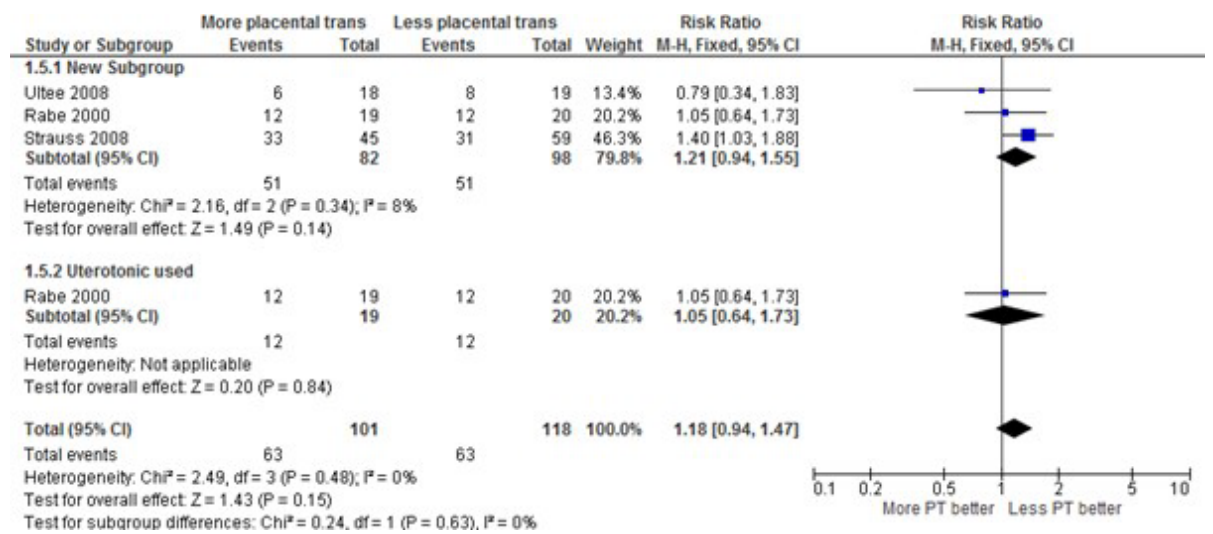 More placental trans Less placental trans Risk Ratio Risk Ratio
Study or Subgroup Events Total Events Total Weight M-H, Fixed, 95% CI M-H, Fixed, 95% CI
1.5.1 New Subgroup
Ultee 2008 6 18 8 19 13.4% 0.79 [0.34, 1.83]
Rabe 2000 12 19 12 20 20.2% 1.05 [0.64, 1.73]
Strauss 2008 33 45 31 59 46.3% 1.40 [1.03, 1.88]
Subtotal (95% CI) 82 98 79.8% 1.21 [0.94, 1.55]
Total events 51 51
Heterogeneity: Chi² = 2.16, df = 2 (P = 0.34); I² = 8%
Test for overall effect: Z = 1.49 (P = 0.14)
1.5.2 Uterotonic used
Rabe 2000 12 19 12 20 20.2% 1.05 [0.64, 1.73]
Subtotal (95% CI) 19 20 20.2% 1.05 [0.64, 1.73]
Total events 12 12
Heterogeneity: Not applicable
Test for overall effect: Z = 0.20 (P = 0.84)
Total (95% CI) 101 118 100.0% 1.18 [0.94, 1.47]
Total events 63 63
Heterogeneity: Chi² = 2.49, df = 3 (P = 0.48); I² = 0%
Test for overall effect: Z = 1.43 (P = 0.15)
Test for subgroup differences: Chi² = 0.24, df = 1 (P = 0.63), I² = 0%
0.1 0.2 0.5 1 2 5 10
More PT better Less PT better